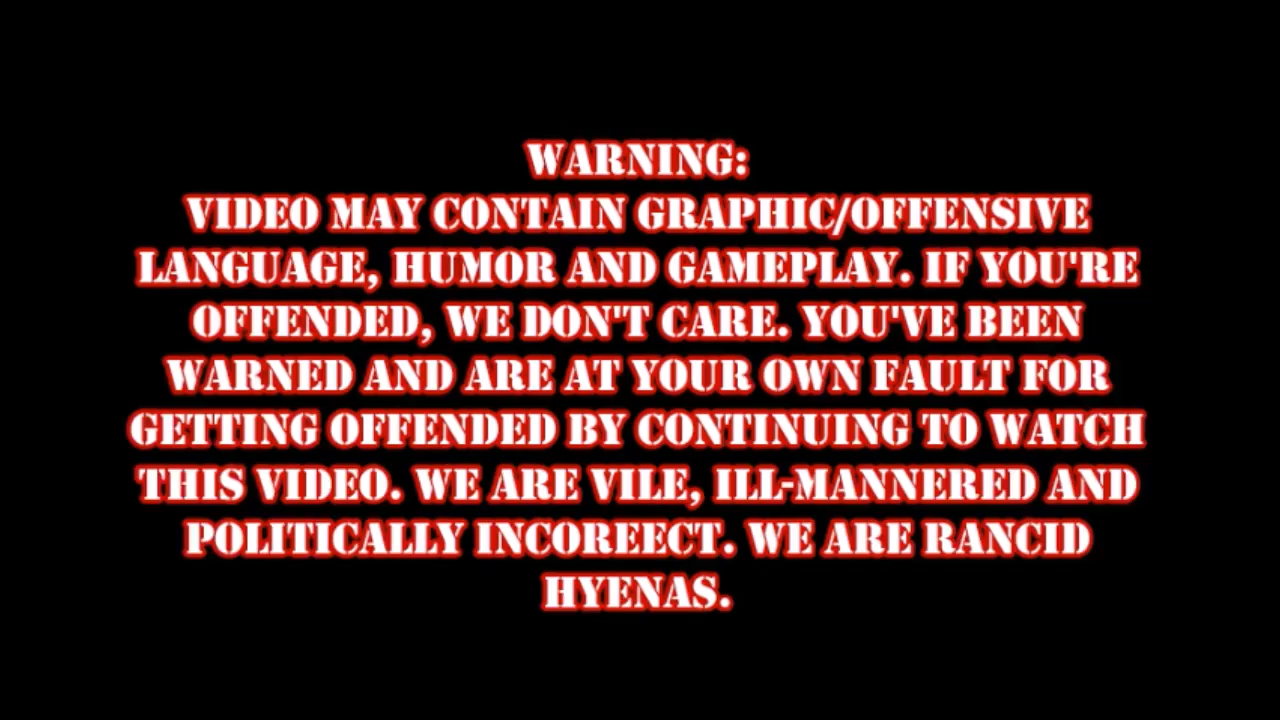 WARNING:
VIDEO MAY CONTAIN GRAPHIC/OFFENSIVE
LANGUAGE, HUMOR AND GAMEPLAY. IF YOU'RE
OFFENDED, WE DON'T CARE. YOU'VE BEEN
WARNED AND ARE AT YOUR OWN FAULT FOR
GETTING OFFENDED BY CONTINUING TO WATCH
THIS VIDEO. WE ARE VILE, ILL-MANNERED AND
POLITICALLY INCOREECT. WE ARE RANCID
HYENAS.